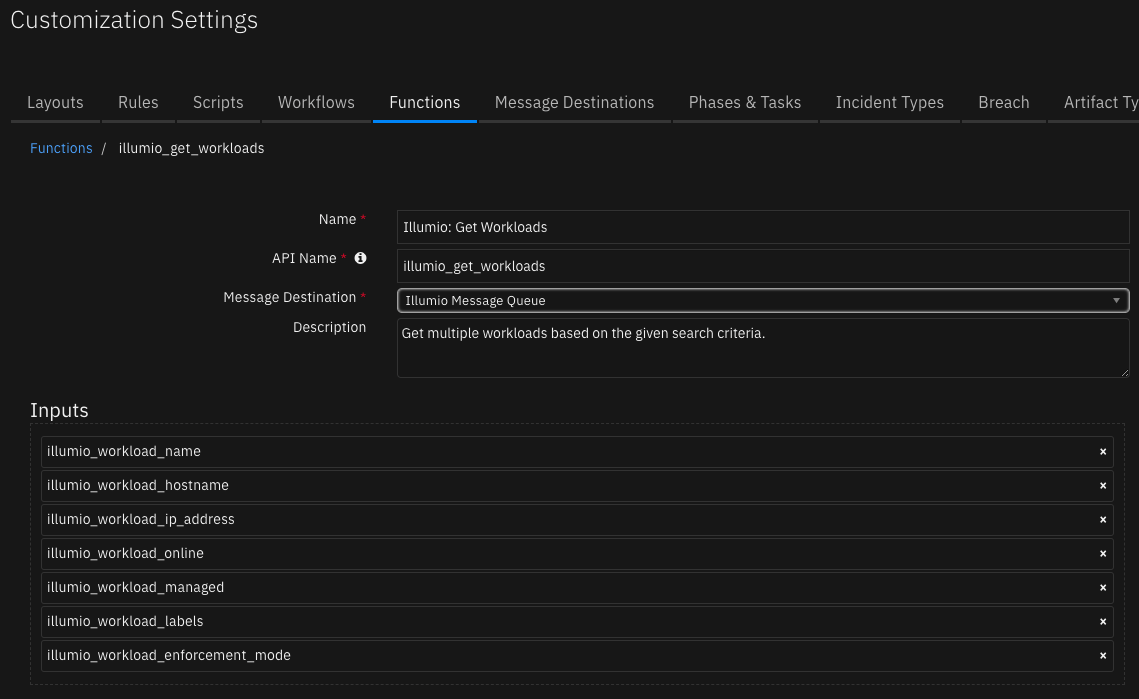 Customization Settings
Layouts Rules Scripts Workflows Functions Message Destinations Phases & Tasks Incident Types Breach Artifact Ty
Functions / illumio_get_workloads
Name * Illumio: Get Workloads
API Name * illumio_get_workloads
Message Destination * Illumio Message Queue
Description Get multiple workloads based on the given search criteria.
Inputs
illumio_workload_name ×
illumio_workload_hostname ×
illumio_workload_ip_address ×
illumio_workload_online ×
illumio_workload_managed ×
illumio_workload_labels ×
illumio_workload_enforcement_mode ×